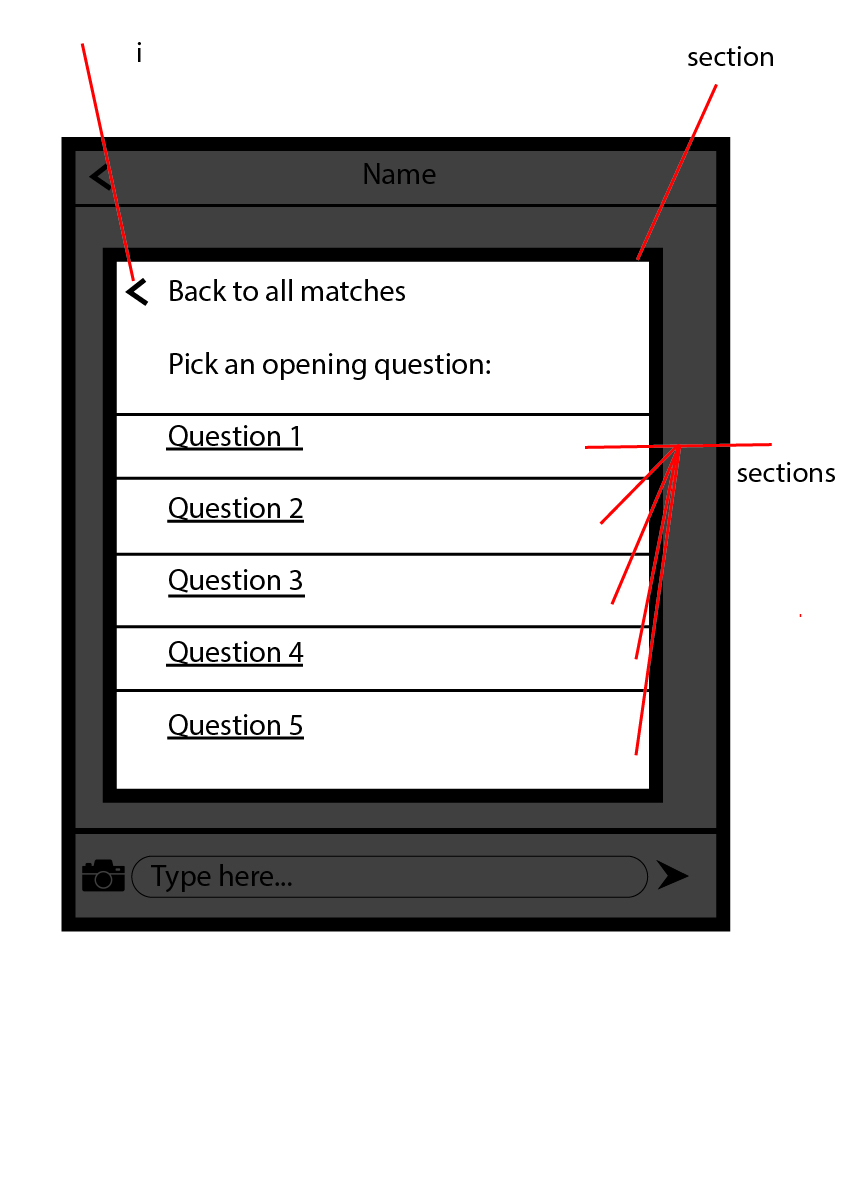 i
section
Name
Back to all matches
Pick an opening question:
Question 1
sections
Question 2
Question 3
Question 4
Question 5
Type here...